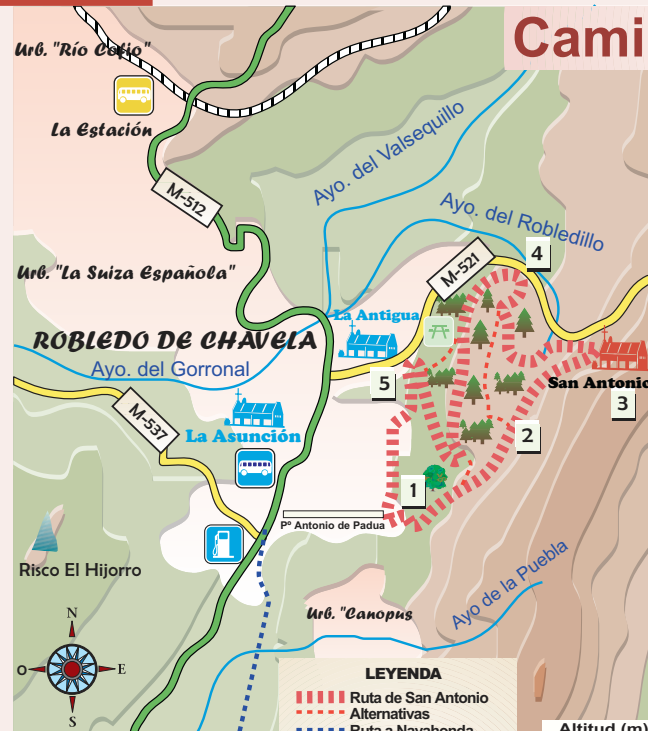 Cami
Urb. "Río Cofio"
La Estación
M-512
Ayo. del Valsequillo
Ayo. del Robledillo
4
M-521
Urb. "La Suiza Española"
La Antigua
ROBLEDO DE CHAVELA
Ayo. del Gorronal
5
San Antonio
3
M-537
La Asunción
2
1
Pº Antonio de Padua
Risco El Hijorro
Ayo de la Puebla
Urb. "Canopus
N
O
E
S
LEYENDA
Ruta de San Antonio
Alternativas
Ruta a Navahonda
Altitud (m)